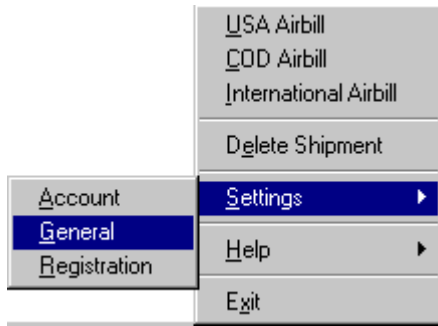 USA Airbill
COD Airbill
International Airbill
Delete Shipment
Settings
Account
General
Registration
Help
Exit